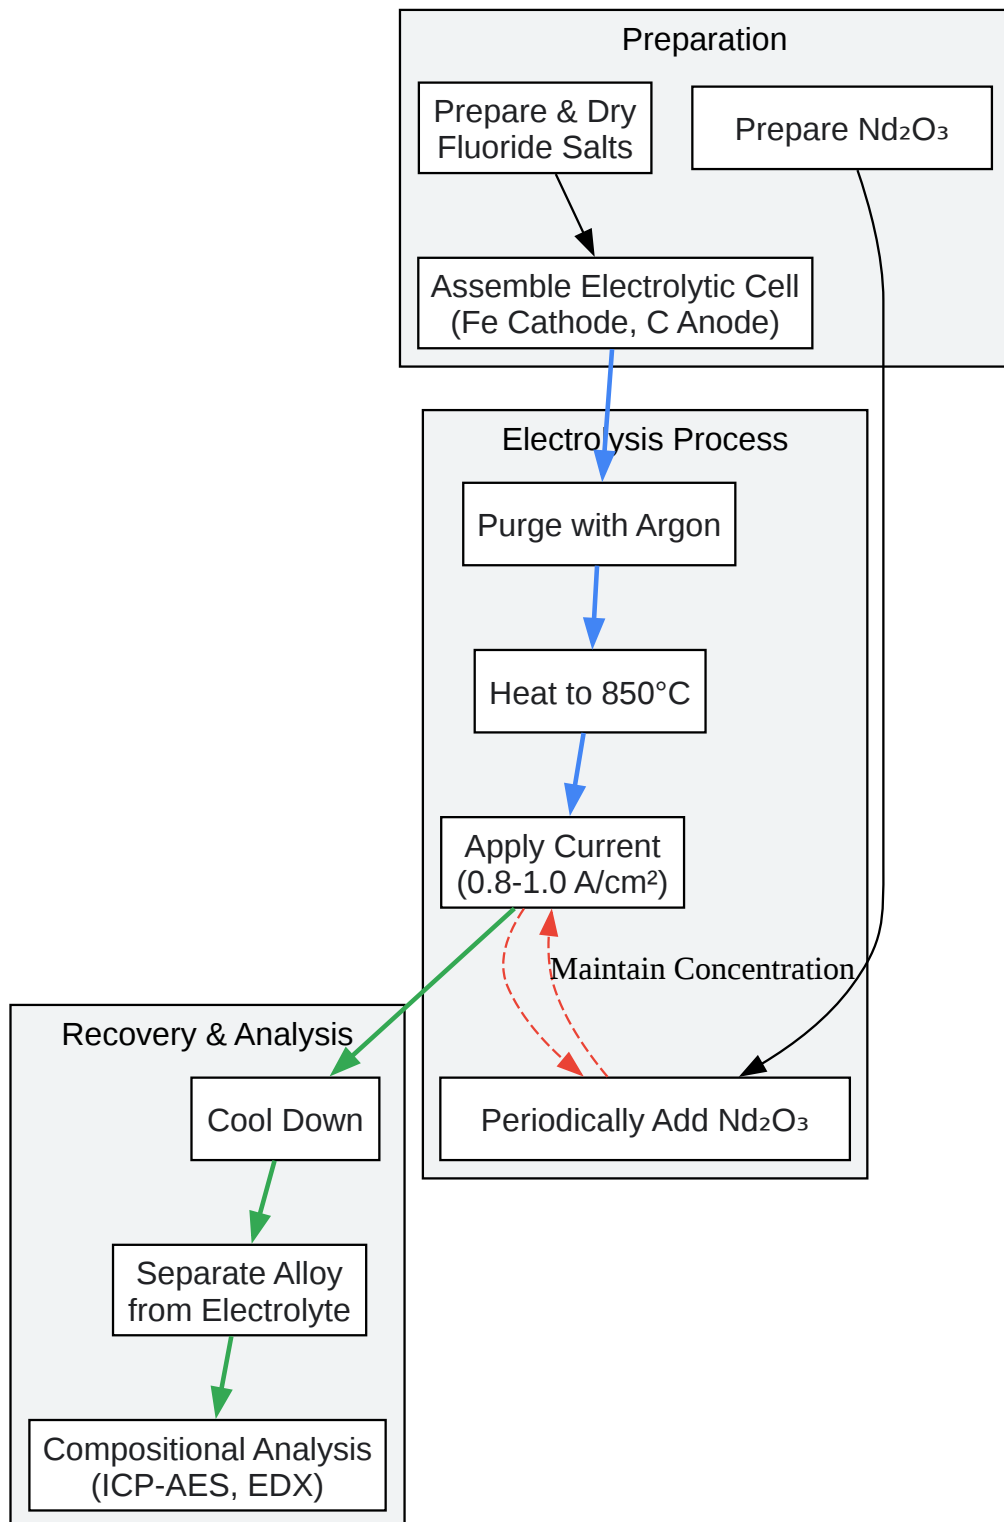 Preparation
Prepare & Dry
Fluoride Salts
Prepare Nd₂O₃
Assemble Electrolytic Cell
(Fe Cathode, C Anode)
Electrolysis Process
Purge with Argon
Heat to 850°C
Apply Current
(0.8-1.0 A/cm²)
Maintain Concentration
Periodically Add Nd₂O₃
Recovery & Analysis
Cool Down
Separate Alloy
from Electrolyte
Compositional Analysis
(ICP-AES, EDX)